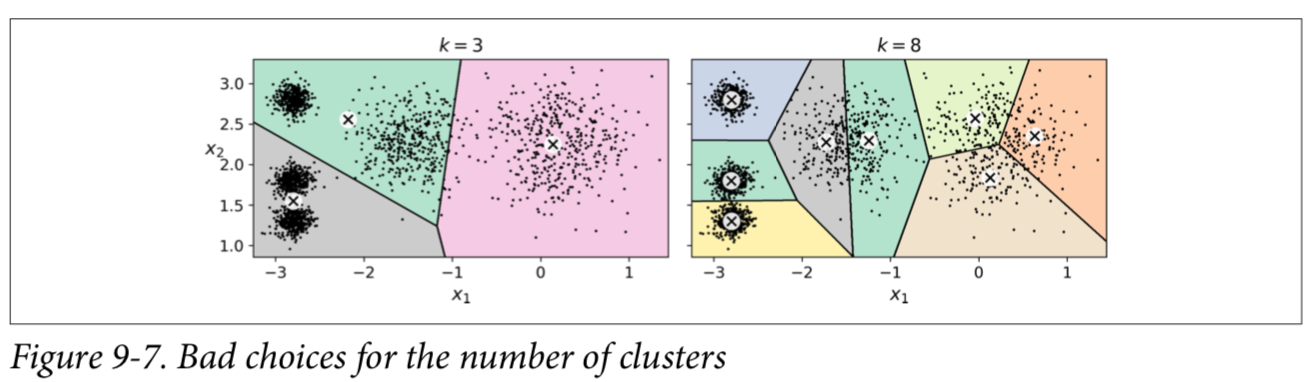 k = 3
k = 8
3.0
2.5
x2
2.0
1.5
1.0
−3 −2 −1 0 1
−3 −2 −1 0 1
x1
x1
Figure 9-7. Bad choices for the number of clusters